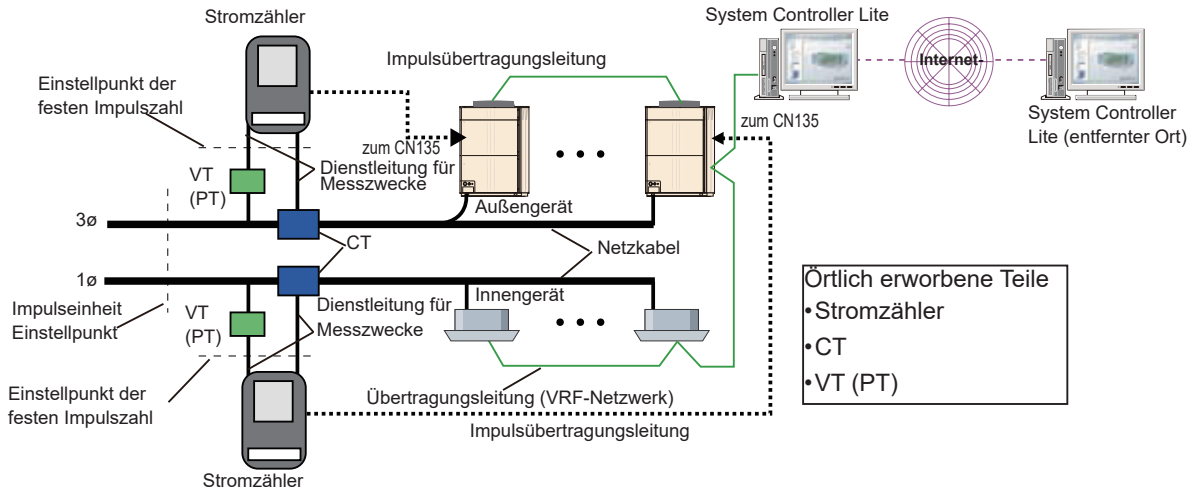 Stromzähler
System Controller Lite
Impulsübertragungsleitung
Internet-
Einstellpunkt der
festen Impulszahl
zum CN135
System Controller
Lite (entfernter Ort)
zum CN135
VT
(PT)
Dienstleitung für
Messzwecke
Außengerät
3ø
CT
Netzkabel
1ø
Örtlich erworbene Teile
•Stromzähler
•CT
•VT (PT)
Impulseinheit
Einstellpunkt
VT
(PT)
Dienstleitung für
Messzwecke
Innengerät
Einstellpunkt der
festen Impulszahl
Übertragungsleitung (VRF-Netzwerk)
Impulsübertragungsleitung
Stromzähler